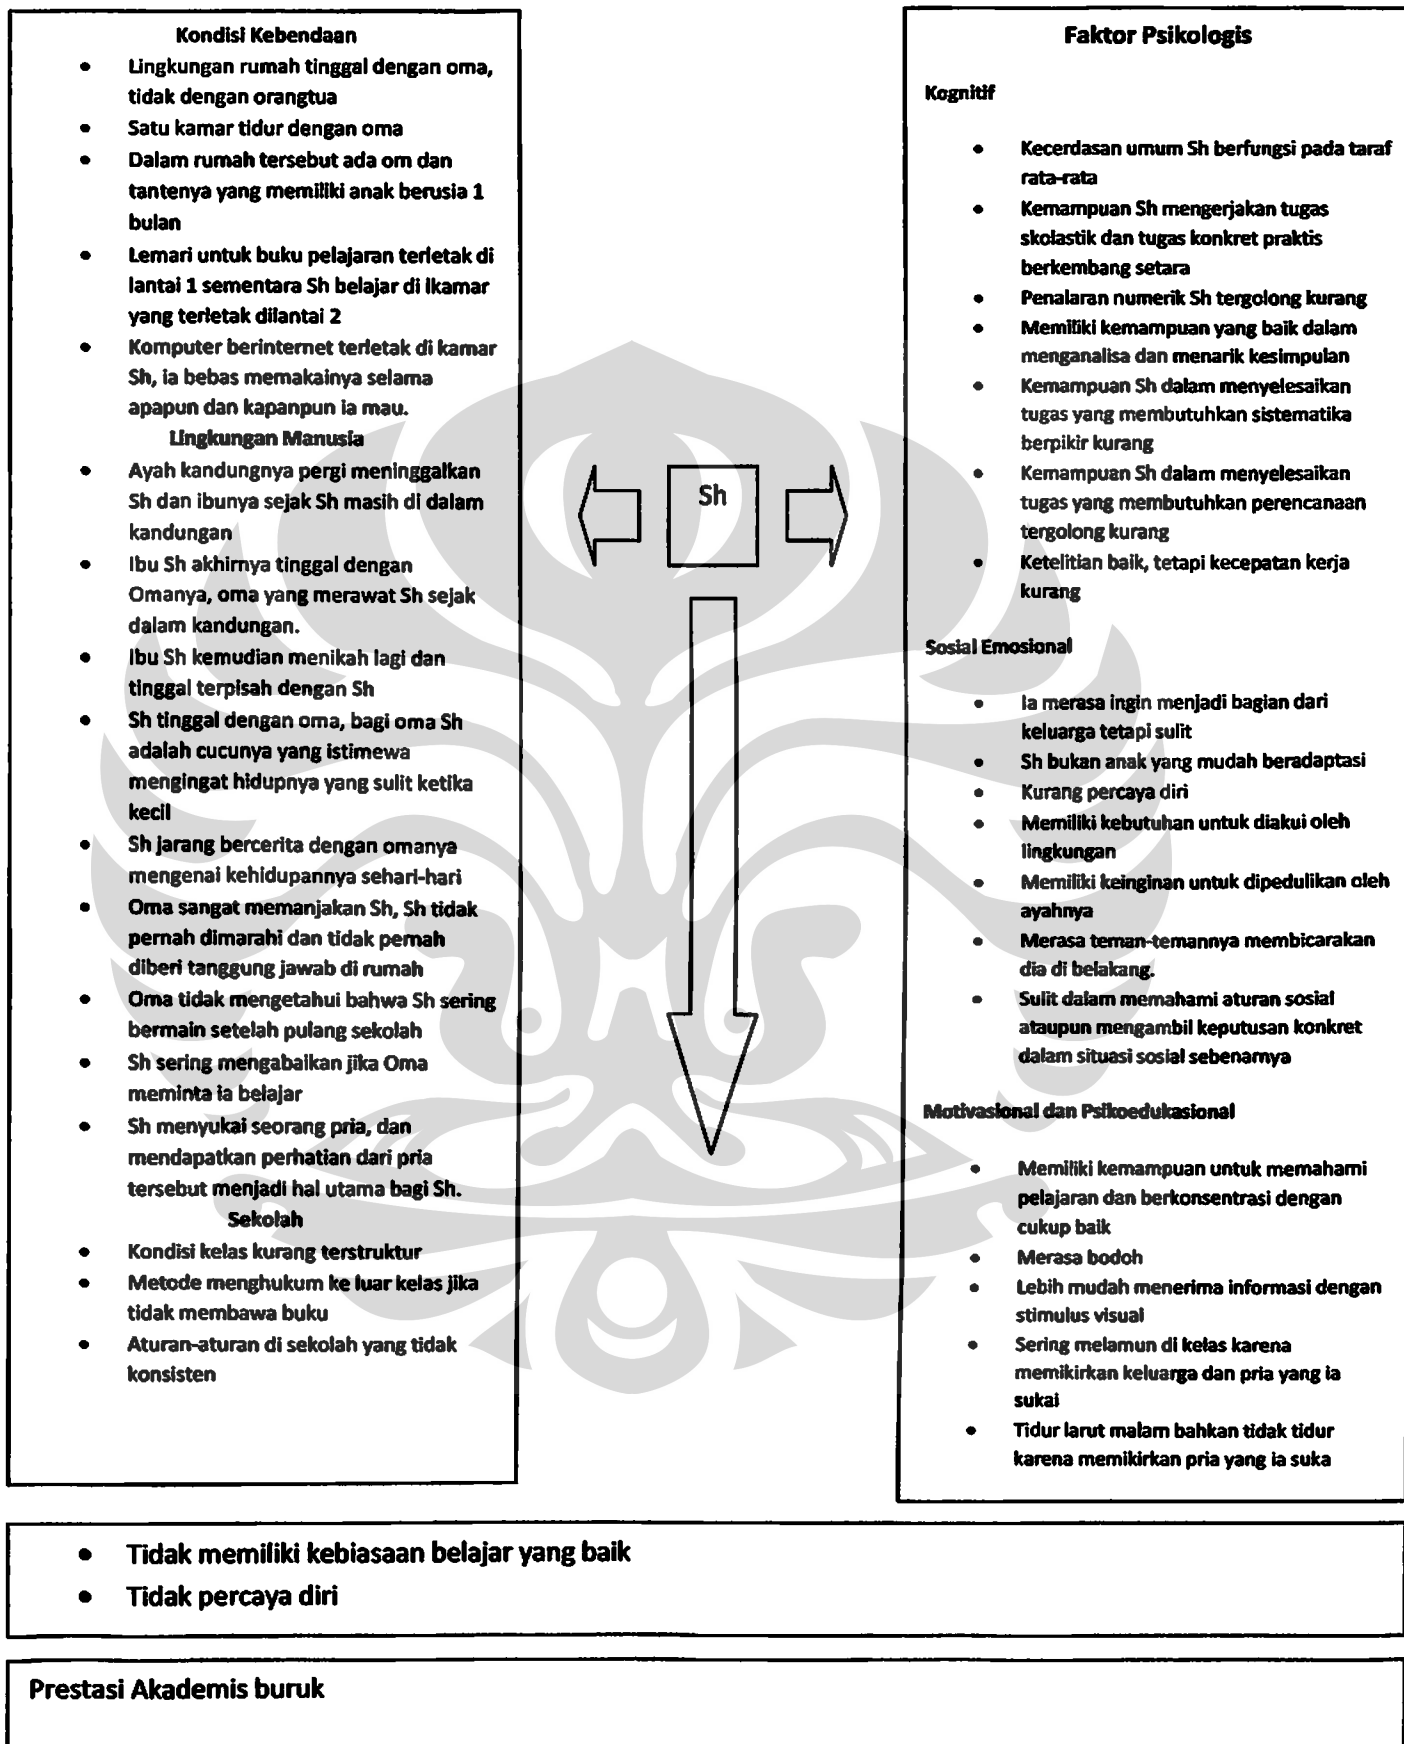 Kondisi Kebendaan
• Lingkungan rumah tinggal dengan oma,
tidak dengan orangtua
• Satu kamar tidur dengan oma
• Dalam rumah tersebut ada om dan
tantenya yang memiliki anak berusia 1
bulan
• Lemari untuk buku pelajaran terletak di
lantai 1 sementara Sh belajar di lkamar
yang terletak dilantai 2
• Komputer berinternet terletak di kamar
Sh, ia bebas memakainya selama
apapun dan kapanpun ia mau.
Lingkungan Manusia
• Ayah kandungnya pergi meninggalkan
Sh dan ibunya sejak Sh masih di dalam
kandungan
• Ibu Sh akhirnya tinggal dengan
Omanya, oma yang merawat Sh sejak
dalam kandungan.
• Ibu Sh kemudian menikah lagi dan
tinggal terpisah dengan Sh
• Sh tinggal dengan oma, bagi oma Sh
adalah cucunya yang istimewa
mengingat hidupnya yang sulit ketika
kecil
• Sh jarang bercerita dengan omanya
mengenai kehidupannya sehari-hari
• Oma sangat memanjakan Sh, Sh tidak
pernah dimarahi dan tidak pernah
diberi tanggung jawab di rumah
• Oma tidak mengetahui bahwa Sh sering
bermain setelah pulang sekolah
• Sh sering mengabaikan jika Oma
meminta ia belajar
• Sh menyukai seorang pria, dan
mendapatkan perhatian dari pria
tersebut menjadi hal utama bagi Sh.
Sekolah
• Kondisi kelas kurang terstruktur
• Metode menghukum ke luar kelas jika
tidak membawa buku
• Aturan-aturan di sekolah yang tidak
konsisten
Sh
Faktor Psikologis
Kognitif
• Kecerdasan umum Sh berfungsi pada taraf
rata-rata
• Kemampuan Sh mengerjakan tugas
skolastik dan tugas konkret praktis
berkembang setara
• Penalaran numerik Sh tergolong kurang
• Memiliki kemampuan yang baik dalam
menganalisa dan menarik kesimpulan
• Kemampuan Sh dalam menyelesaikan
tugas yang membutuhkan sistematika
berpikir kurang
• Kemampuan Sh dalam menyelesaikan
tugas yang membutuhkan perencanaan
tergolong kurang
• Ketelitian baik, tetapi kecepatan kerja
kurang
Sosial Emosional
• Ia merasa ingin menjadi bagian dari
keluarga tetapi sulit
• Sh bukan anak yang mudah beradaptasi
• Kurang percaya diri
• Memiliki kebutuhan untuk diakui oleh
lingkungan
• Memiliki keinginan untuk dipedulikan oleh
ayahnya
• Merasa teman-temannya membicarakan
dia di belakang.
• Sulit dalam memahami aturan sosial
ataupun mengambil keputusan konkret
dalam situasi sosial sebenarnya
Motivasional dan Psikoedukasional
• Memiliki kemampuan untuk memahami
pelajaran dan berkonsentrasi dengan
cukup baik
• Merasa bodoh
• Lebih mudah menerima informasi dengan
stimulus visual
• Sering melamun di kelas karena
memikirkan keluarga dan pria yang ia
sukai
• Tidur larut malam bahkan tidak tidur
karena memikirkan pria yang ia suka
• Tidak memiliki kebiasaan belajar yang baik
• Tidak percaya diri
Prestasi Akademis buruk